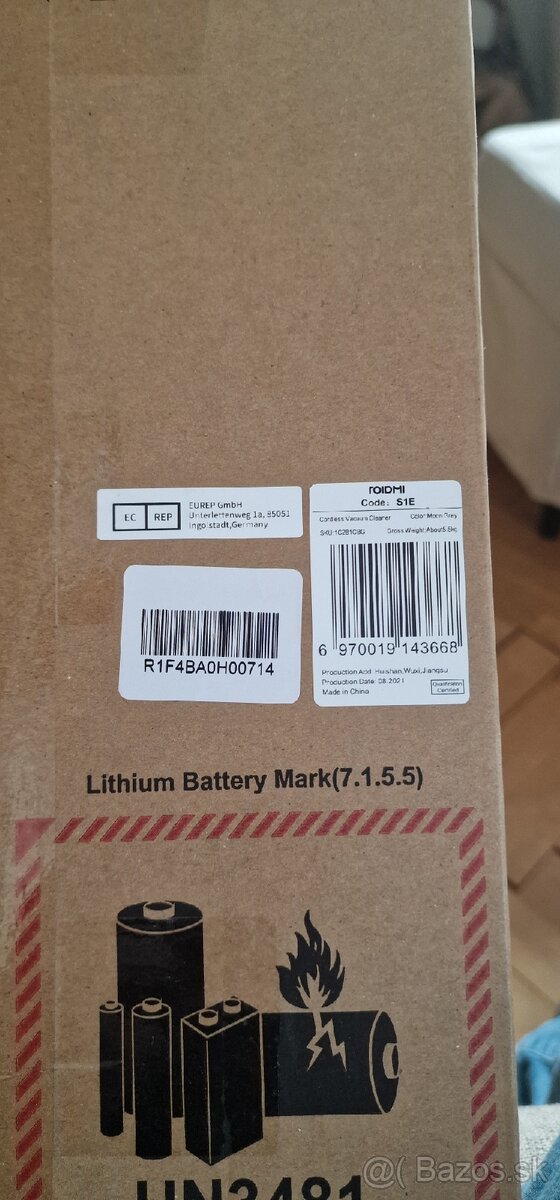 EC REP
EUREP GmbH
Unterlettenweg 1a, 85051
Ingolstadt,Germany
R1F4BA0H00714
ROIDMI
Code: S1E
Cordless Vacuum Cleaner
Color:Moon Grey
Gross Weight:About
6 970019 143668
Production Add: Huishan,Wuxi,Jiangsu
Production Date: 08.2021
Made in China
Qualification
Certified
Lithium Battery Mark(7.1.5.5)
UN3481
@( Bazos.sk